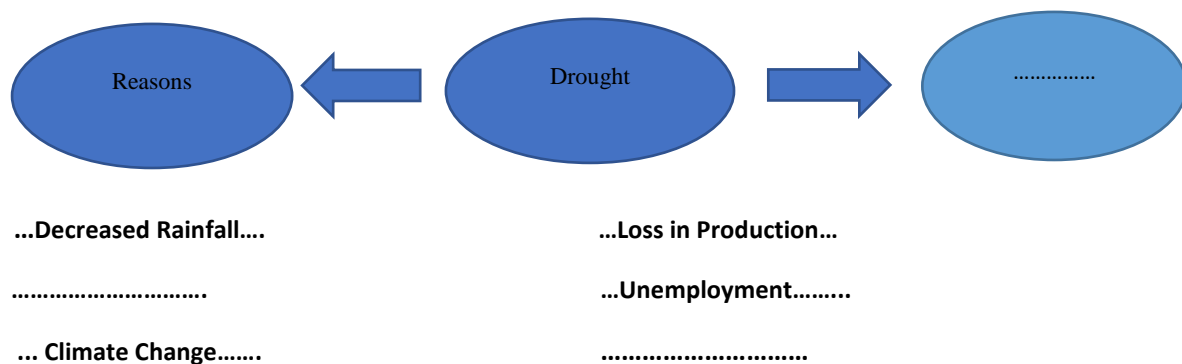 Reasons
Drought
...............
...Decreased Rainfall….
………………………….
... Climate Change…….
…Loss in Production…
…Unemployment……...
……………………………